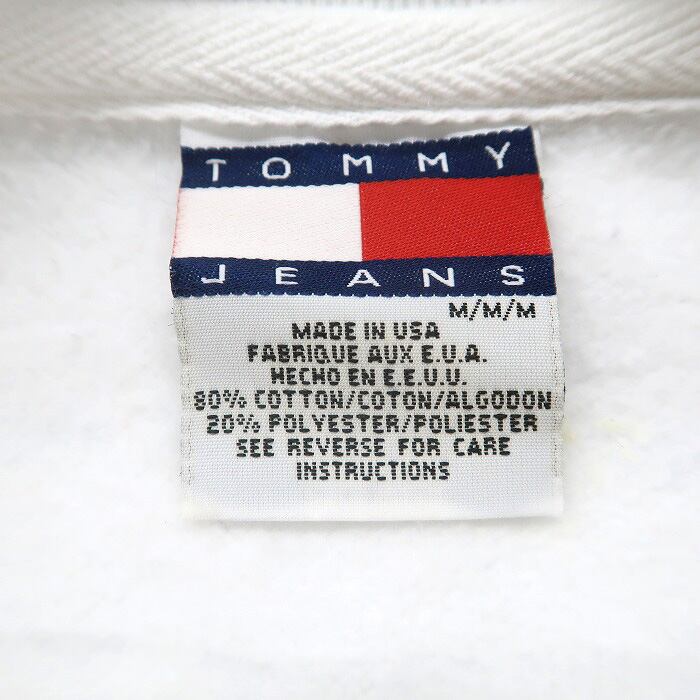 TOMMY
JEANS
M/M/M
MADE IN USA
FABRIQUE AUX E.U.A.
HECHO EN E.E.U.U.
80% COTTON/COTON/ALGODON
20% POLYESTER/POLIESTER
SEE REVERSE FOR CARE
INSTRUCTIONS